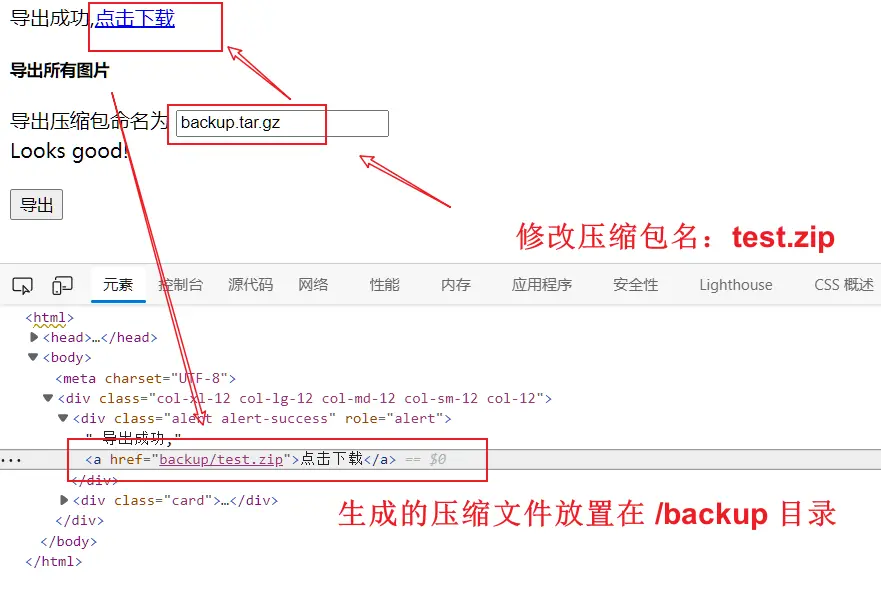 导出成功,点击下载
导出所有图片
导出压缩包命名为 backup.tar.gz
Looks good!
导出
修改压缩包名：test.zip
元素 控制台 源代码 网络 性能 内存 应用程序 安全性 Lighthouse CSS 概述
<html>
<head>…</head>
<body>
<meta charset="UTF-8">
<div class="col-xl-12 col-lg-12 col-md-12 col-sm-12 col-12">
<div class="alert alert-success" role="alert">
" 导出成功,"
... <a href="backup/test.zip">点击下载</a> == $0
</div>
<div class="card">…</div>
生成的压缩文件放置在 /backup 目录
</div>
</body>
</html>